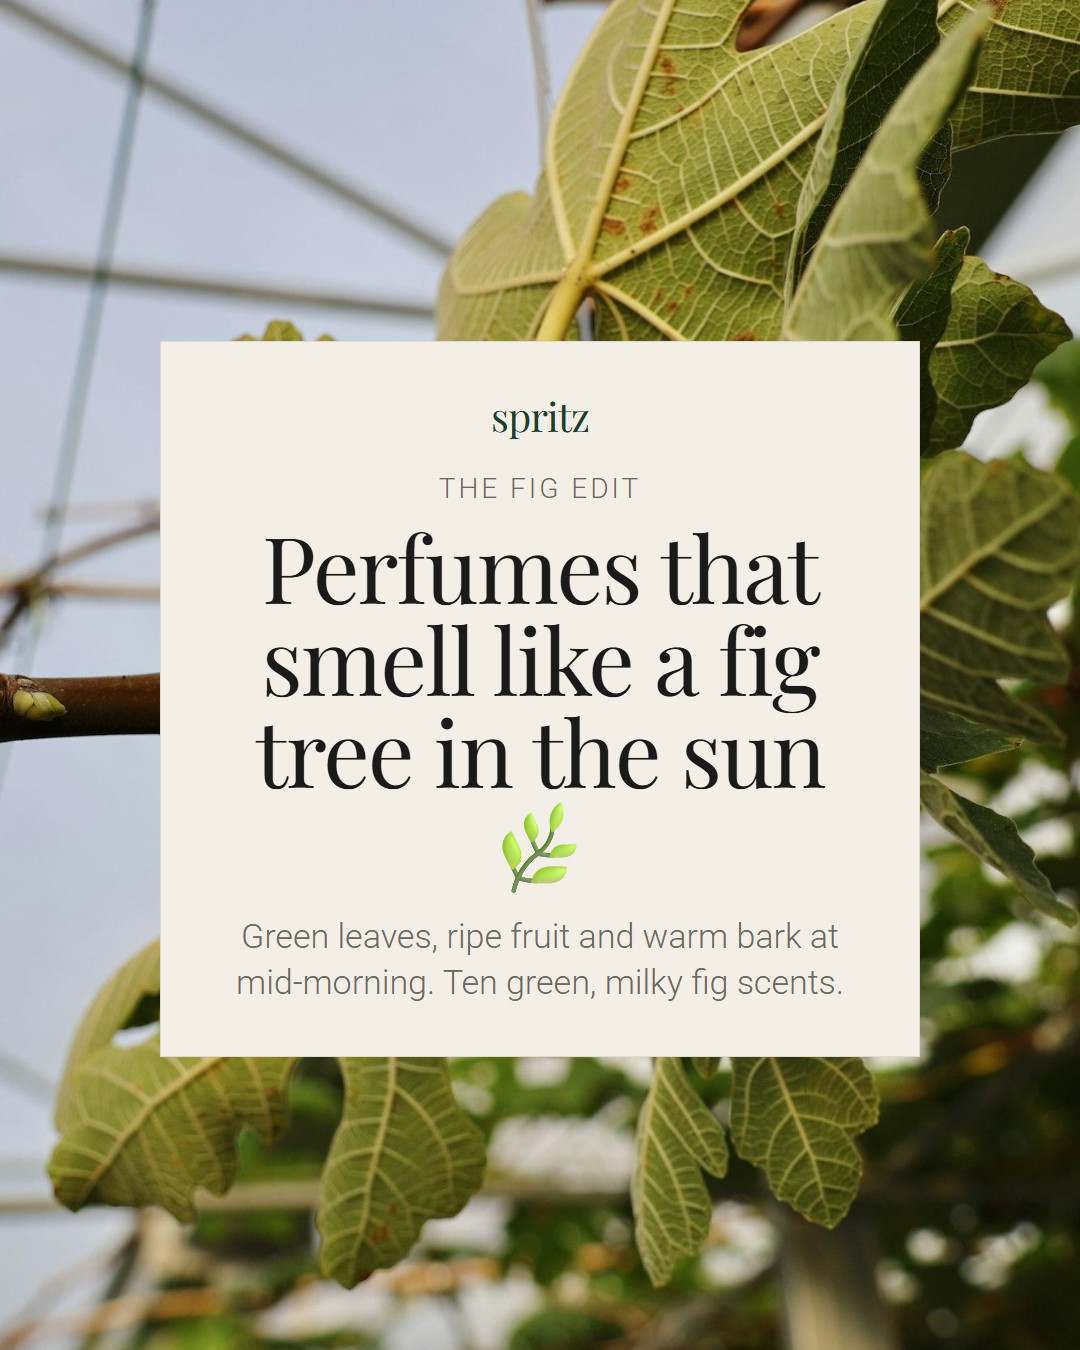 spritz
THE FIG EDIT
Perfumes that
smell like a fig
tree in the sun
🌿
Green leaves, ripe fruit and warm bark at
mid-morning. Ten green, milky fig scents.